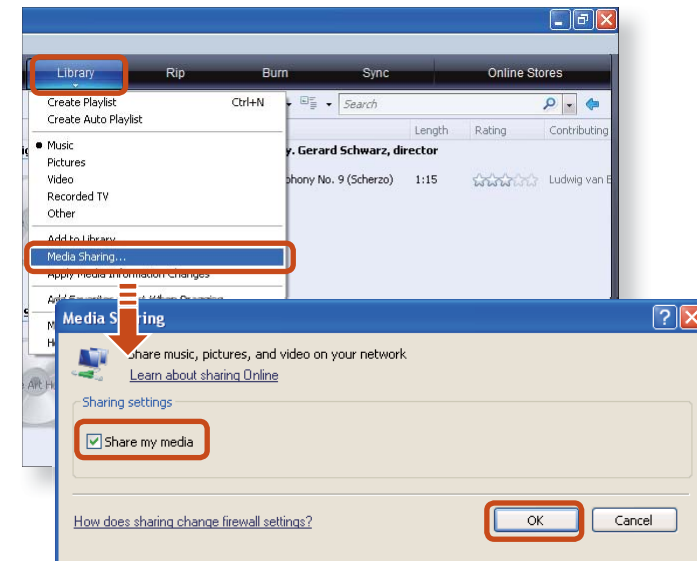 Library Rip Burn Sync Online Stores
Create Playlist Ctrl+N Search
Create Auto Playlist
Length Rating Contributing
Music y. Gerard Schwarz, director
Pictures
Video phony No. 9 (Scherzo) 1:15 Ludwig van B
Recorded TV
Other
Add to Library...
Media Sharing...
Apply Media Information Changes
Media Sharing
Share music, pictures, and video on your network
Learn about sharing Online
Sharing settings
Share my media
How does sharing change firewall settings?
OK Cancel